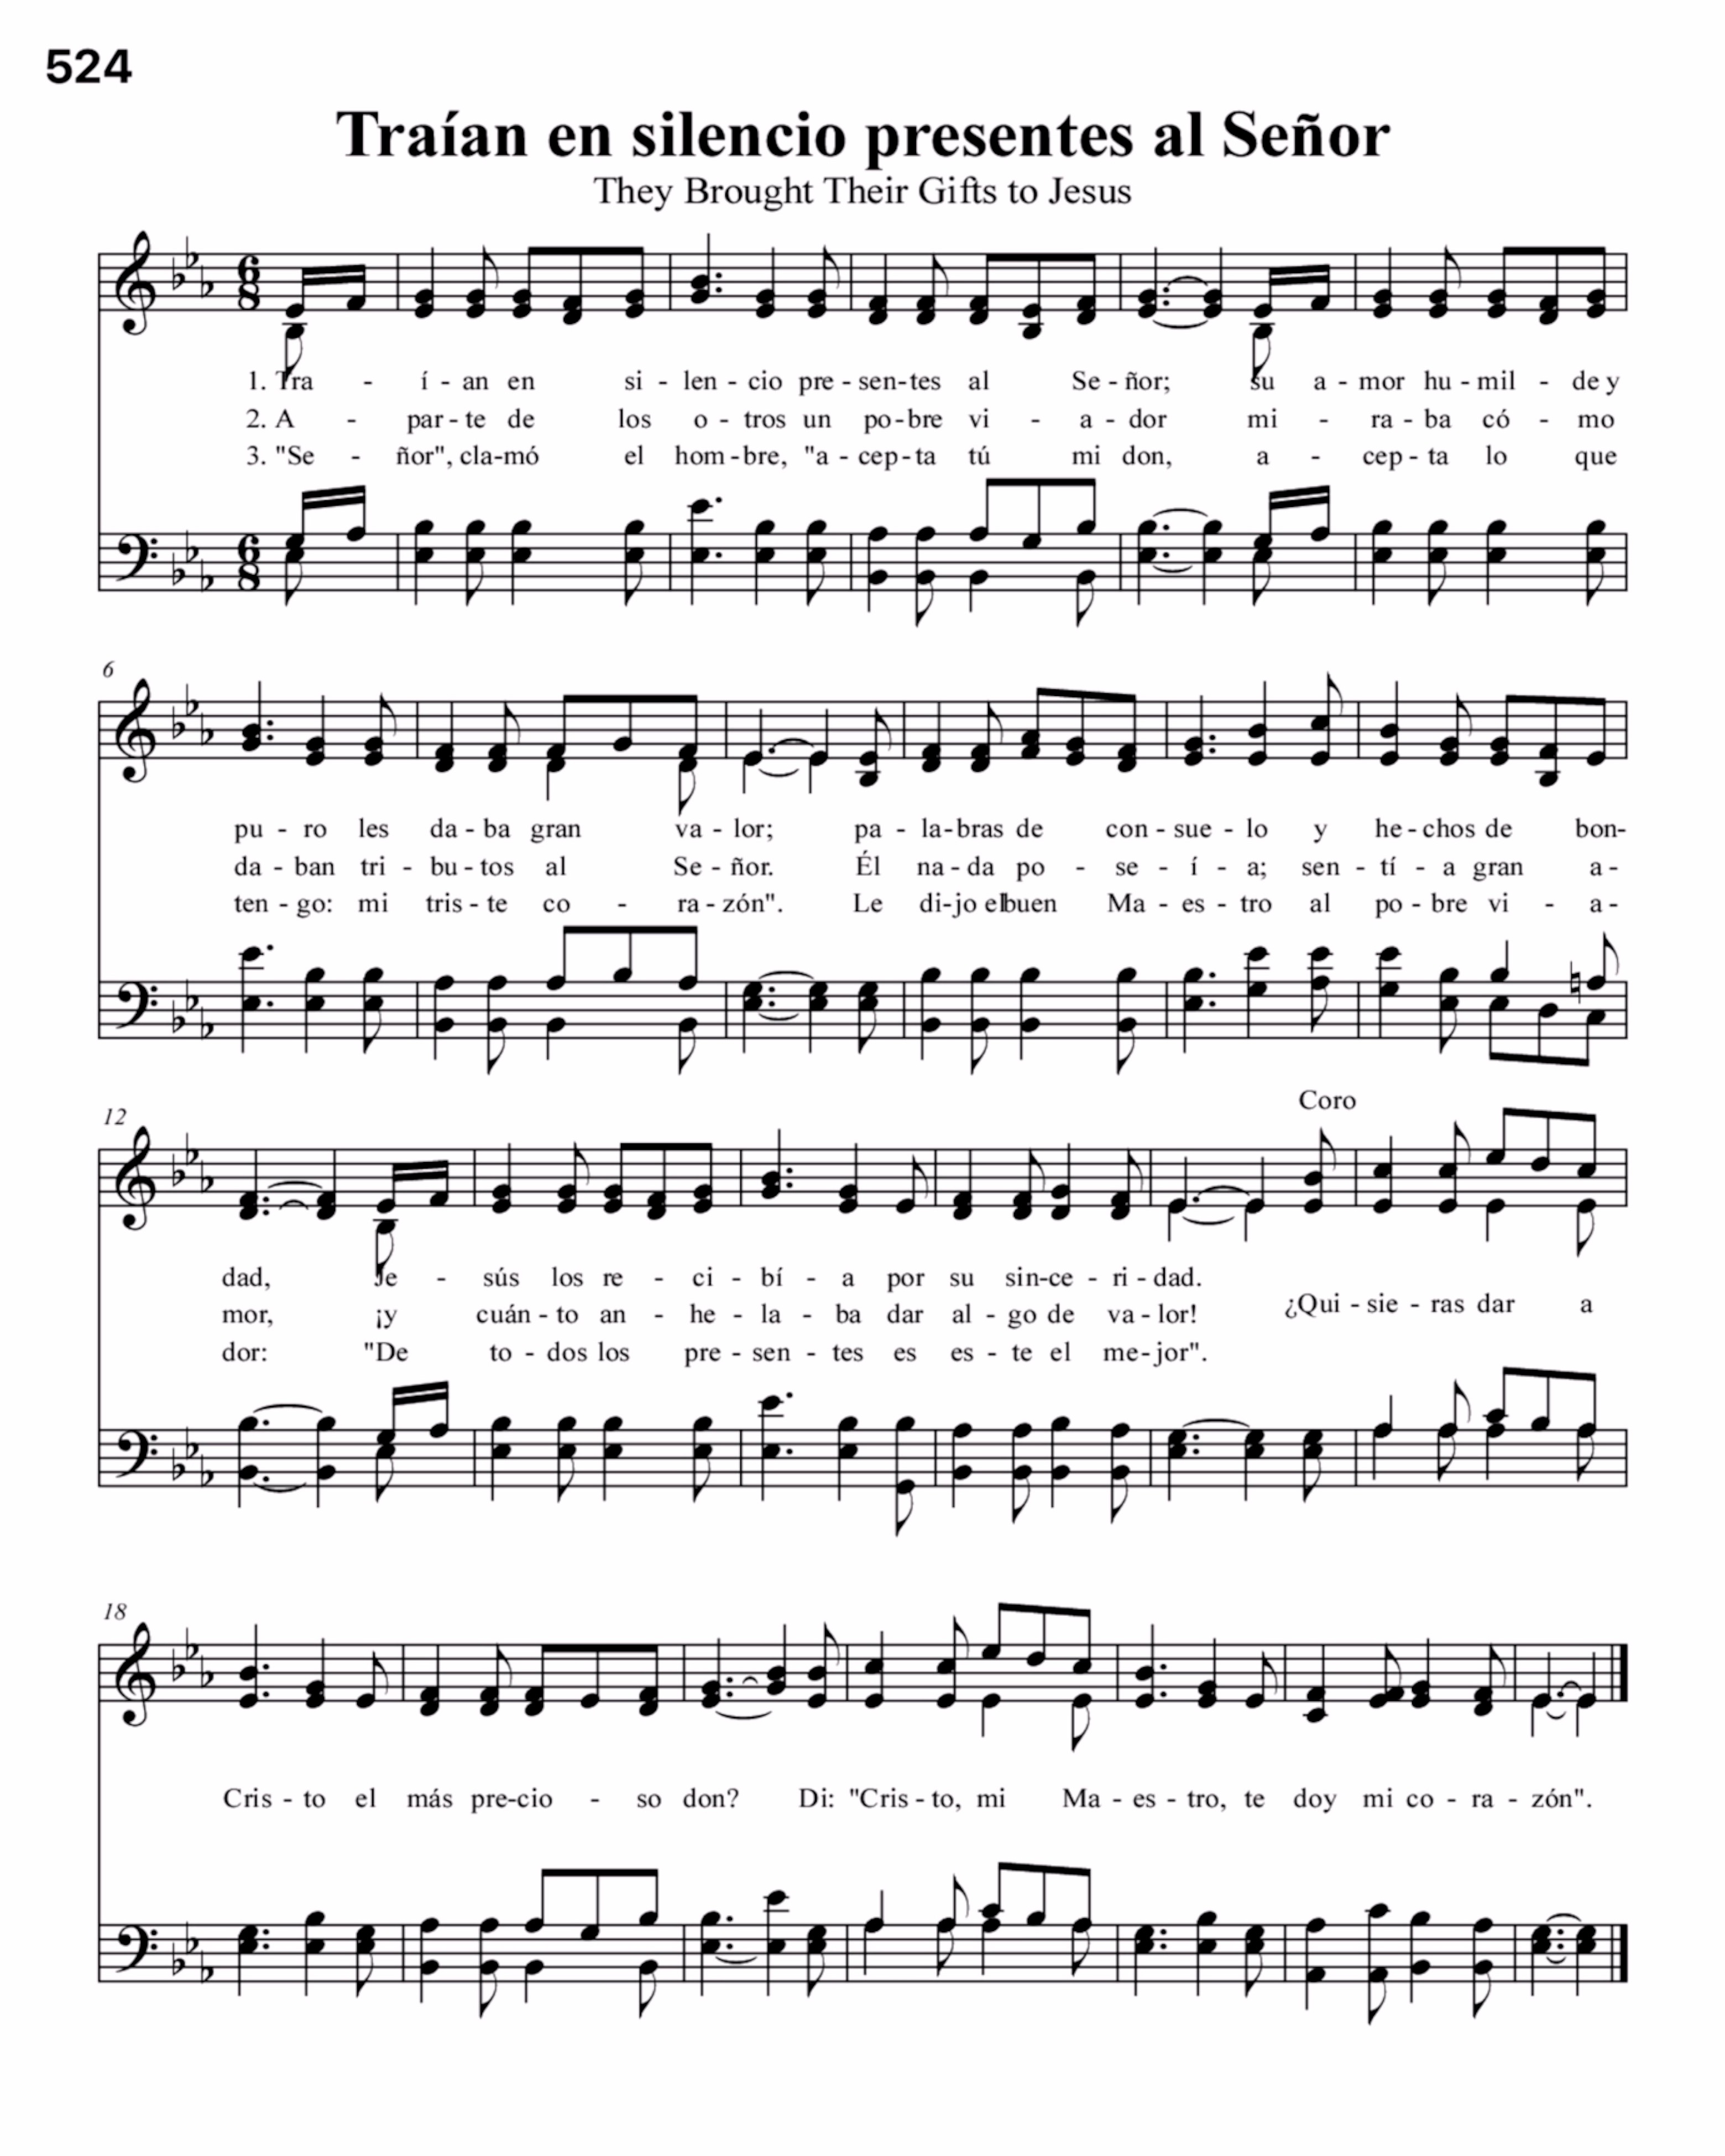 524
Traían en silencio presentes al Señor
They Brought Their Gifts to Jesus
1. Tra - í - an en si - len - cio pre - sen - tes al Se - ñor; su a - mor hu - mil - de y
2. A - par - te de los o - tros un po - bre vi - a - dor mi - ra - ba có - mo
3. "Se - ñor", cla - mó el hom - bre, "a - cep - ta tú mi don, a - cep - ta lo que
6
pu - ro les da - ba gran va - lor; pa - la - bras de con - sue - lo y he - chos de bon-
da - ban tri - bu - tos al Se - ñor. Él na - da po - se - í - a; sen - tí - a gran a -
ten - go: mi tris - te co - ra - zón". Le di - jo el buen Ma - es - tro al po - bre vi - a -
12
Coro
dad, Je - sús los re - ci - bí - a por su sin - ce - ri - dad.
mor, ¡y cuán - to an - he - la - ba dar al - go de va - lor!
¿Qui - sie - ras dar a
dor: "De to - dos los pre - sen - tes es es - te el me - jor".
18
Cris - to el más pre - cio - so don? Di: "Cris - to, mi Ma - es - tro, te doy mi co - ra - zón".